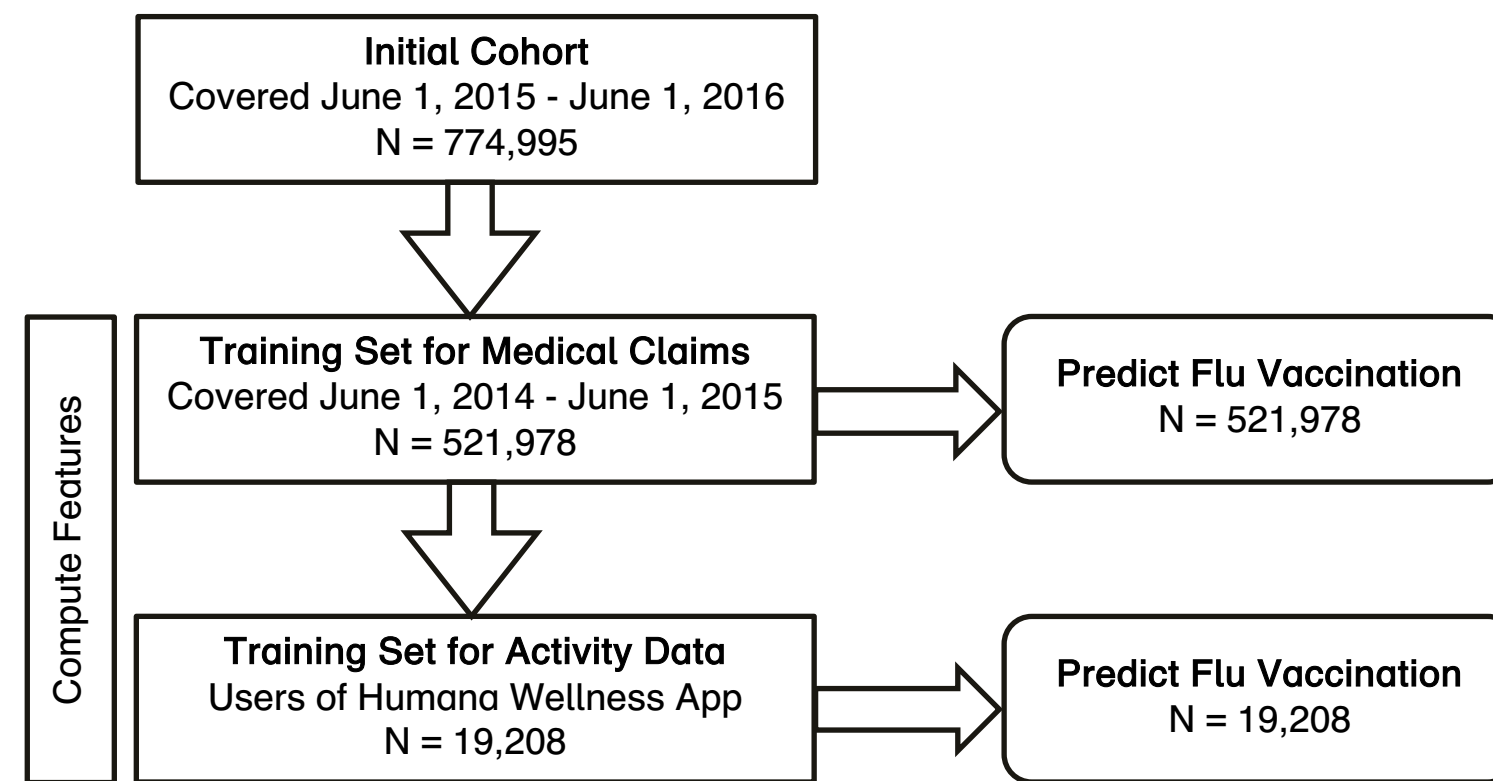 Initial Cohort
Covered June 1, 2015 - June 1, 2016
N = 774,995
Compute Features
Training Set for Medical Claims
Covered June 1, 2014 - June 1, 2015
N = 521,978
Predict Flu Vaccination
N = 521,978
Training Set for Activity Data
Users of Humana Wellness App
N = 19,208
Predict Flu Vaccination
N = 19,208